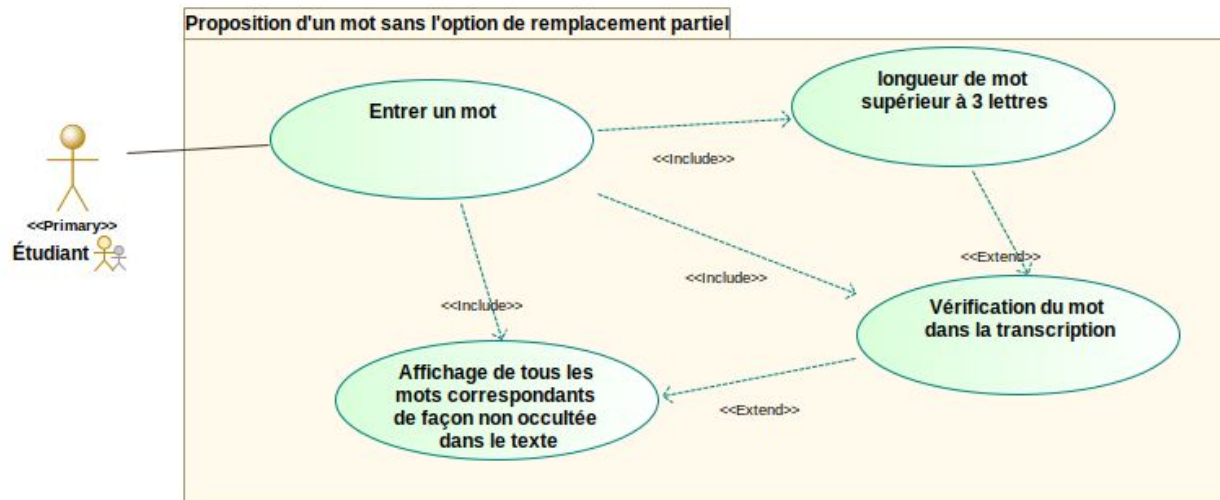 Proposition d'un mot sans l'option de remplacement partiel
Entrer un mot
longueur de mot
supérieur à 3 lettres
<<Include>>
<<Primary>>
Étudiant
<<Extend>>
<<Include>>
<<Include>>
Vérification du mot
dans la transcription
Affichage de tous les
mots correspondants
de façon non occultée
dans le texte
<<Extend>>